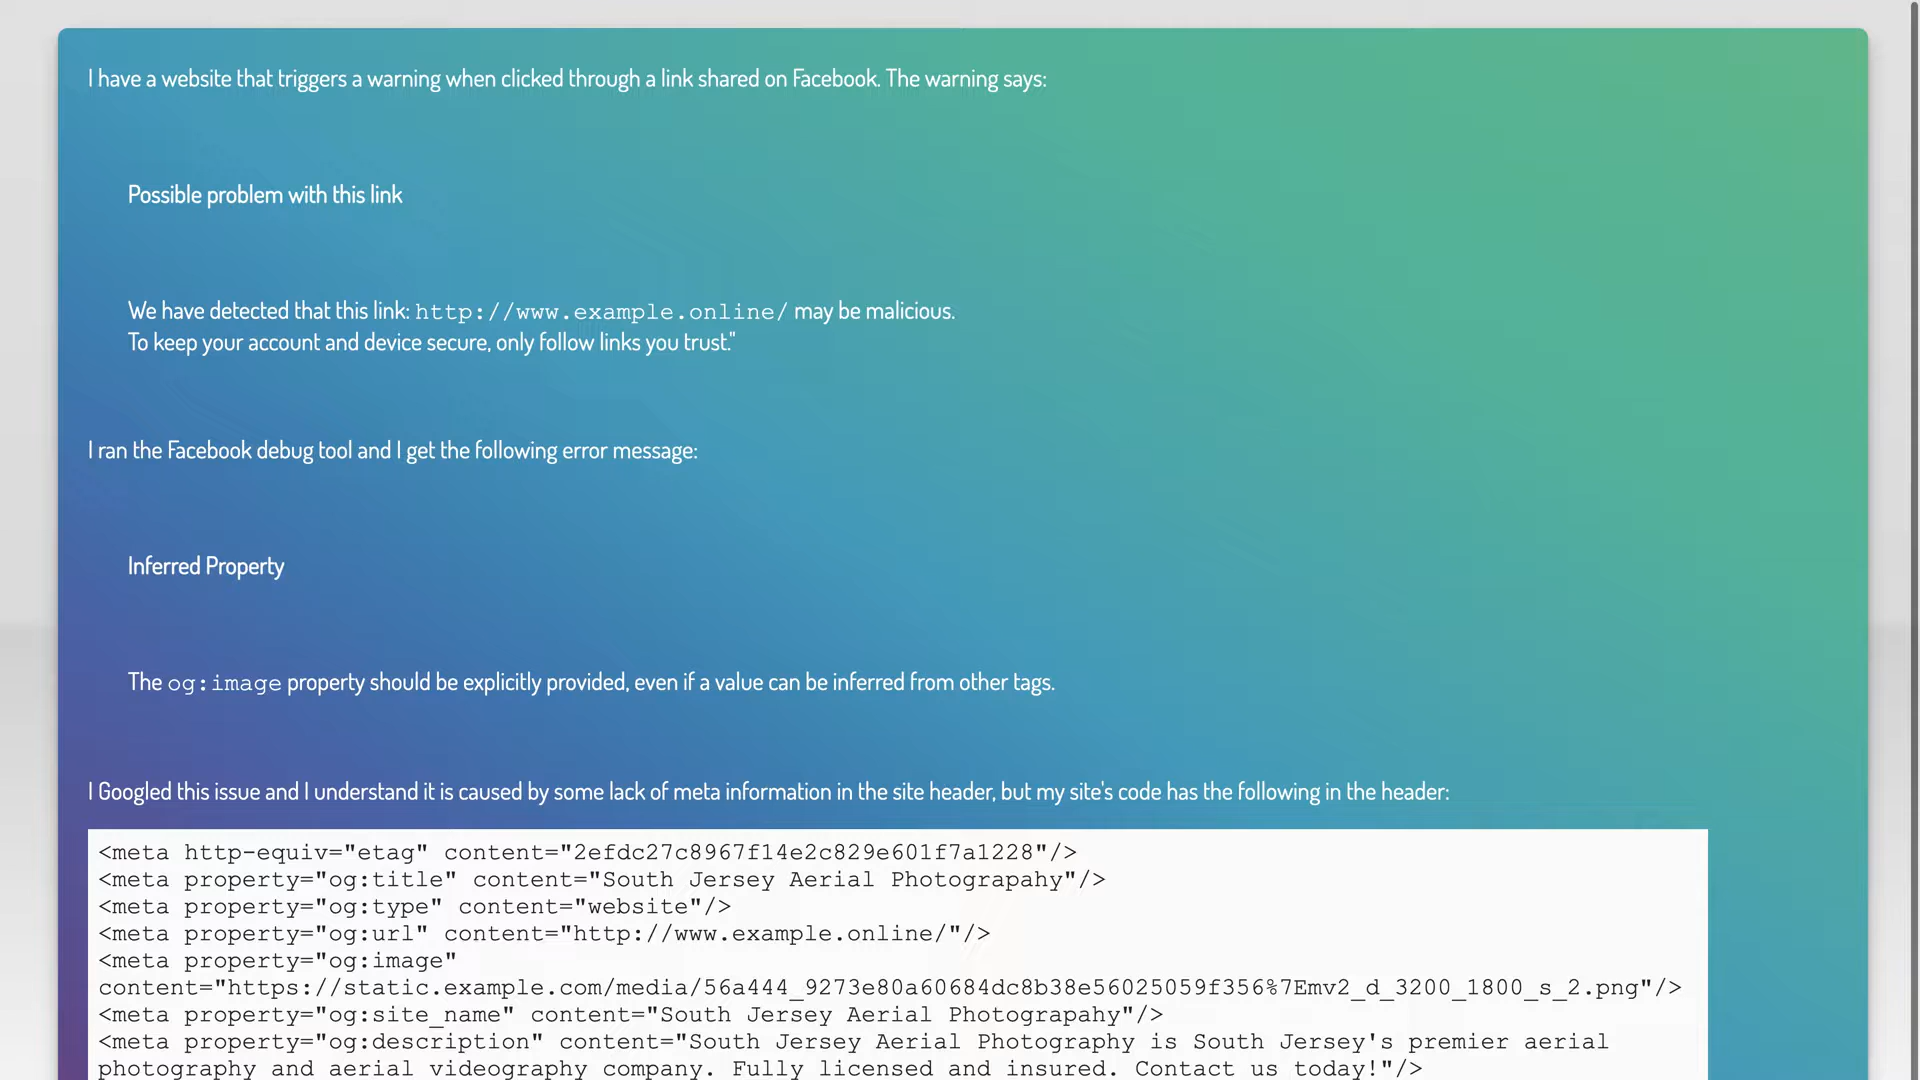 I have a website that triggers a warning when clicked through a link shared on Facebook. The warning says:
Possible problem with this link
We have detected that this link: http://www.example.online/ may be malicious.
To keep your account and device secure, only follow links you trust."
I ran the Facebook debug tool and I get the following error message:
Inferred Property
The og:image property should be explicitly provided, even if a value can be inferred from other tags.
I Googled this issue and I understand it is caused by some lack of meta information in the site header, but my site's code has the following in the header:
<meta http-equiv="etag" content="2efdc27c8967f14e2c829e601f7a1228"/>
<meta property="og:title" content="South Jersey Aerial Photograpahy"/>
<meta property="og:type" content="website"/>
<meta property="og:url" content="http://www.example.online/"/>
<meta property="og:image"
content="https://static.example.com/media/56a444_9273e80a60684dc8b38e56025059f356%7Emv2_d_3200_1800_s_2.png"/>
<meta property="og:site_name" content="South Jersey Aerial Photograpahy"/>
<meta property="og:description" content="South Jersey Aerial Photography is South Jersey's premier aerial
photography and aerial videography company. Fully licensed and insured. Contact us today!"/>